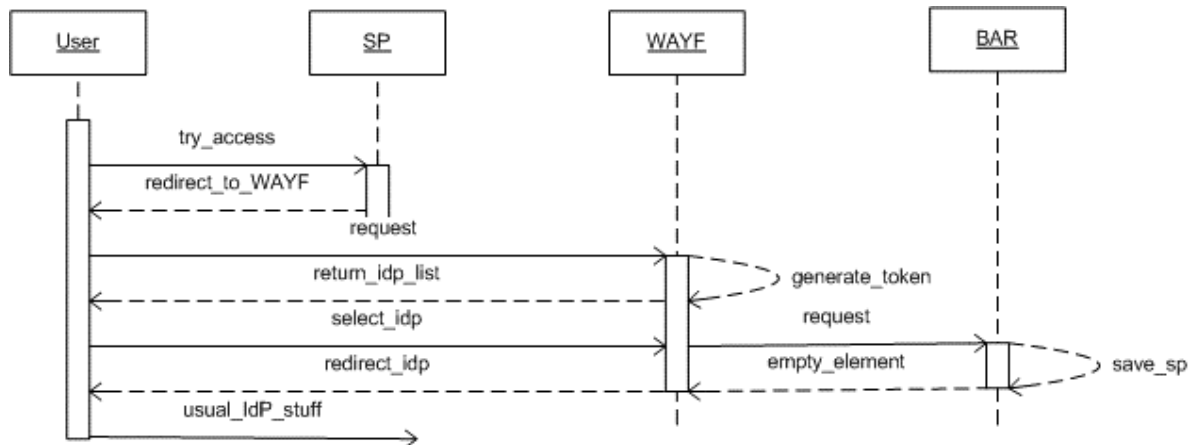 User
SP
WAYF
BAR
try_access
redirect_to_WAYF
request
return_idp_list
generate_token
select_idp
request
redirect_idp
empty_element
save_sp
usual_IdP_stuff